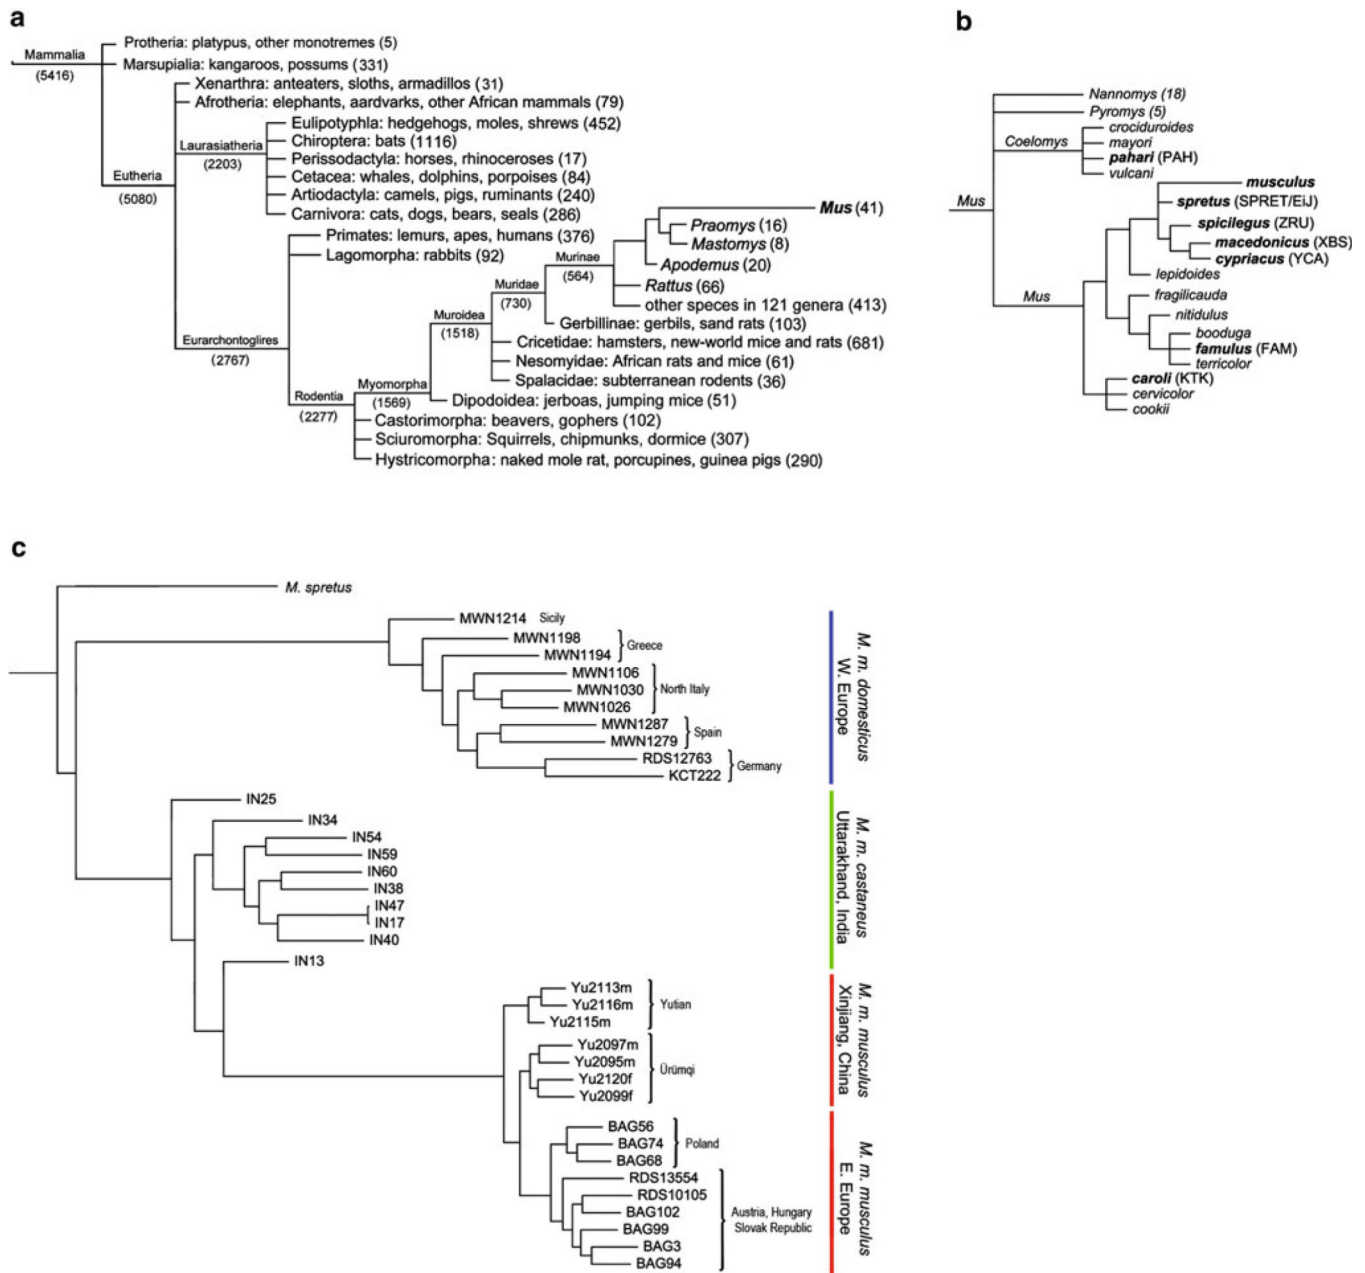 a
Mammalia
(5416)
Protheria: platypus, other monotremes (5)
Marsupialia: kangaroos, possums (331)
Eutheria
(5080)
Xenarthra: anteaters, sloths, armadillos (31)
Afrotheria: elephants, aardvarks, other African mammals (79)
Laurasiatheria
(2203)
Eulipotyphla: hedgehogs, moles, shrews (452)
Chiroptera: bats (1116)
Perissodactyla: horses, rhinoceroses (17)
Cetacea: whales, dolphins, porpoises (84)
Artiodactyla: camels, pigs, ruminants (240)
Carnivora: cats, dogs, bears, seals (286)
Eurarchontoglires
(2767)
Primates: lemurs, apes, humans (376)
Lagomorpha: rabbits (92)
Rodentia
(2277)
Myomorpha
(1569)
Muroidea
(1518)
Muridae
(730)
Murinae
(564)
Mus (41)
Praomys (16)
Mastomys (8)
Apodemus (20)
Rattus (66)
other speces in 121 genera (413)
Gerbillinae: gerbils, sand rats (103)
Cricetidae: hamsters, new-world mice and rats (681)
Nesomyidae: African rats and mice (61)
Spalacidae: subterranean rodents (36)
Dipodoidea: jerboas, jumping mice (51)
Castorimorpha: beavers, gophers (102)
Sciuromorpha: Squirrels, chipmunks, dormice (307)
Hystricomorpha: naked mole rat, porcupines, guinea pigs (290)
b
Mus
Nannomys (18)
Pyromys (5)
Coelomys
crociduroides
mayori
pahari (PAH)
vulcani
Mus
musculus
spretus (SPRET/EiJ)
spicilegus (ZRU)
macedonicus (XBS)
cypriacus (YCA)
lepidoides
fragilicauda
nitidulus
booduga
famulus (FAM)
terricolor
caroli (KTK)
cervicolor
cookii
c
M. spretus
MWN1214 Sicily
MWN1198
MWN1194
Greece
MWN1106
MWN1030
MWN1026
North Italy
MWN1287
MWN1279
Spain
RDS12763
KCT222
Germany
M. m. domesticus
W. Europe
IN25
IN34
IN54
IN59
IN60
IN38
IN47
IN17
IN40
IN13
M. m. castaneus
Uttarakhand, India
Yu2113m
Yu2116m
Yu2115m
Yutian
Yu2097m
Yu2095m
Yu2120f
Yu2099f
Ürümqi
M. m. musculus
Xinjiang, China
BAG56
BAG74
BAG68
Poland
RDS13554
RDS10105
BAG102
BAG99
BAG3
BAG94
Austria, Hungary
Slovak Republic
M. m. musculus
E. Europe